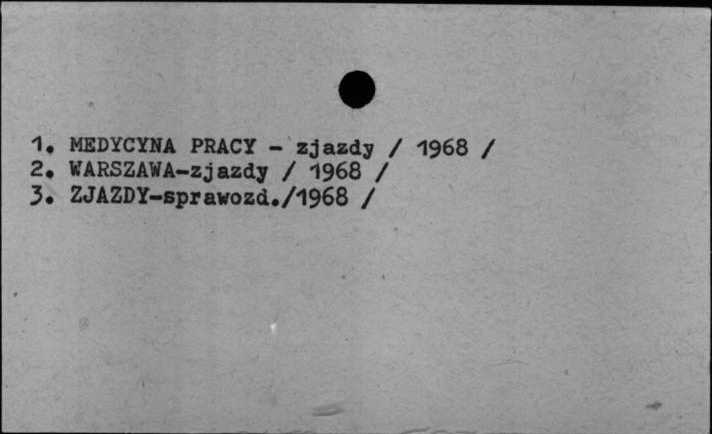 1. MEDYCYNA PRACY - zjazdy / 1968 /
2. WARSZAWA-zjazdy / 1968 /
3. ZJAZDY-sprawozd./1968 /